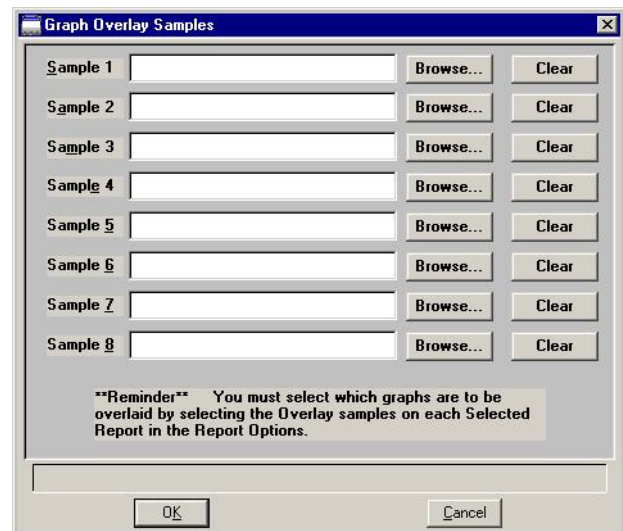 Graph Overlay Samples
Sample 1 Browse... Clear
Sample 2 Browse... Clear
Sample 3 Browse... Clear
Sample 4 Browse... Clear
Sample 5 Browse... Clear
Sample 6 Browse... Clear
Sample 7 Browse... Clear
Sample 8 Browse... Clear
**Reminder** You must select which graphs are to be
overlaid by selecting the Overlay samples on each Selected
Report in the Report Options.
OK Cancel